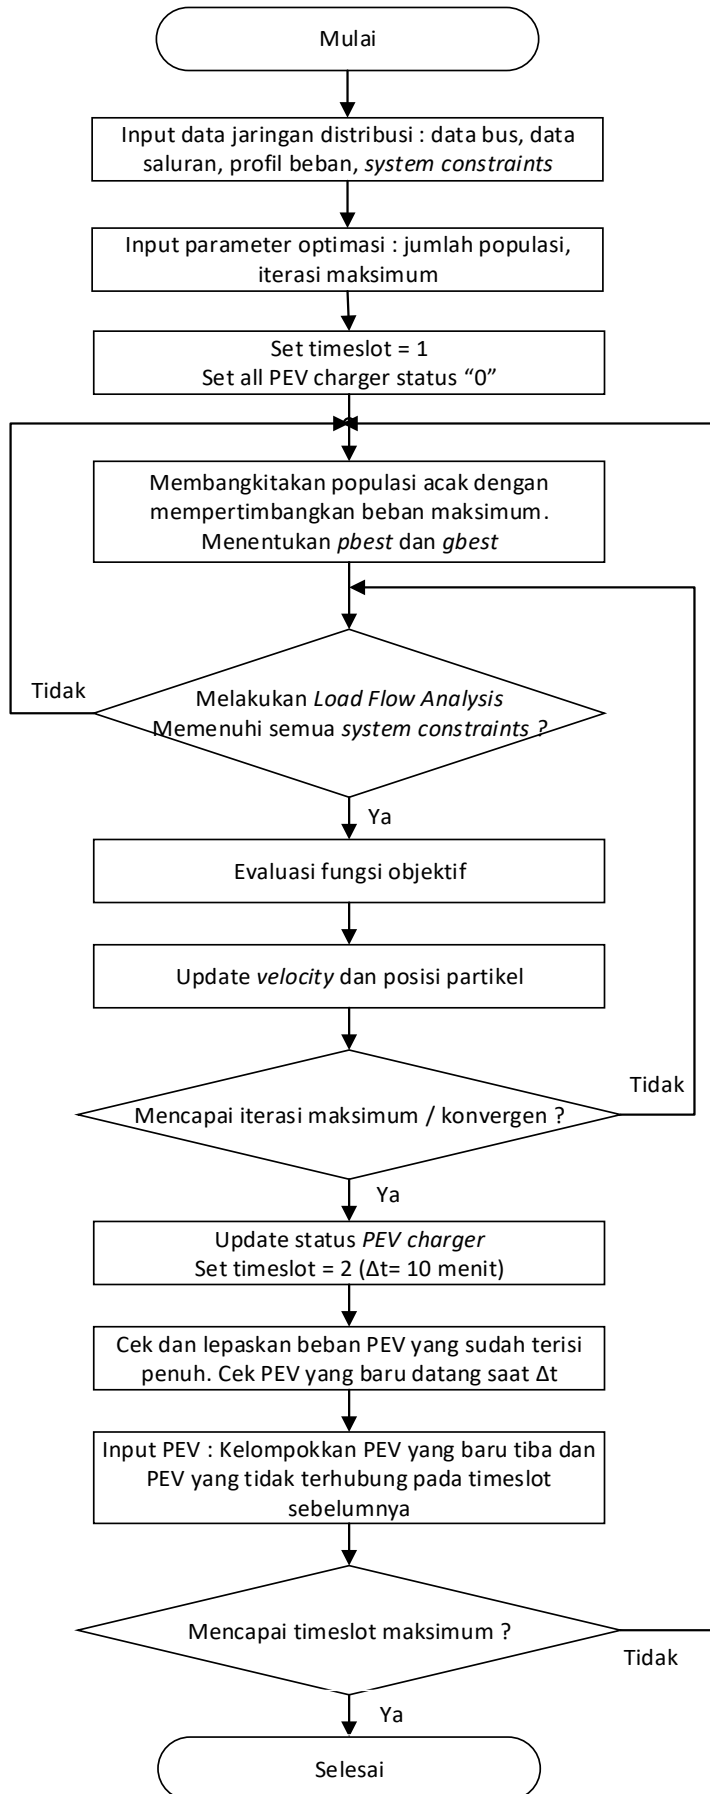 Mulai
Input data jaringan distribusi : data bus, data
saluran, profil beban, system constraints
Input parameter optimasi : jumlah populasi,
iterasi maksimum
Set timeslot = 1
Set all PEV charger status “0”
Membangkitakan populasi acak dengan
mempertimbangkan beban maksimum.
Menentukan pbest dan gbest
Tidak
Melakukan Load Flow Analysis
Memenuhi semua system constraints ?
Ya
Evaluasi fungsi objektif
Update velocity dan posisi partikel
Tidak
Mencapai iterasi maksimum / konvergen ?
Ya
Update status PEV charger
Set timeslot = 2 (Δt= 10 menit)
Cek dan lepaskan beban PEV yang sudah terisi
penuh. Cek PEV yang baru datang saat Δt
Input PEV : Kelompokkan PEV yang baru tiba dan
PEV yang tidak terhubung pada timeslot
sebelumnya
Mencapai timeslot maksimum ?
Tidak
Ya
Selesai